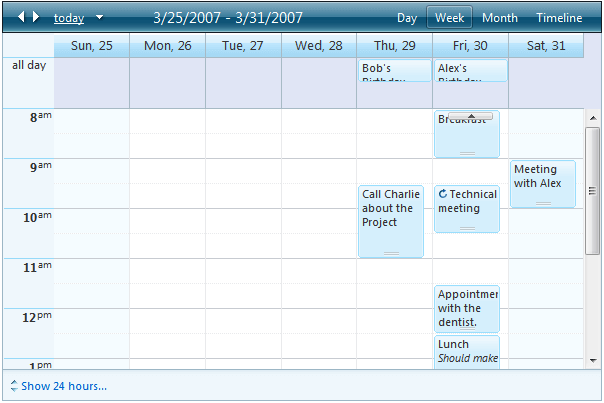 today 3/25/2007 - 3/31/2007 Day Week Month Timeline
Sun, 25 Mon, 26 Tue, 27 Wed, 28 Thu, 29 Fri, 30 Sat, 31
all day
Bob's
Birthday
Alex's
Birthday
8am
Breakfast
9am
Meeting
with Alex
Call Charlie
about the
Project
Technical
meeting
10am
11am
Appointmen
with the
dentist.
12pm
Lunch
Should make
1pm
Show 24 hours...